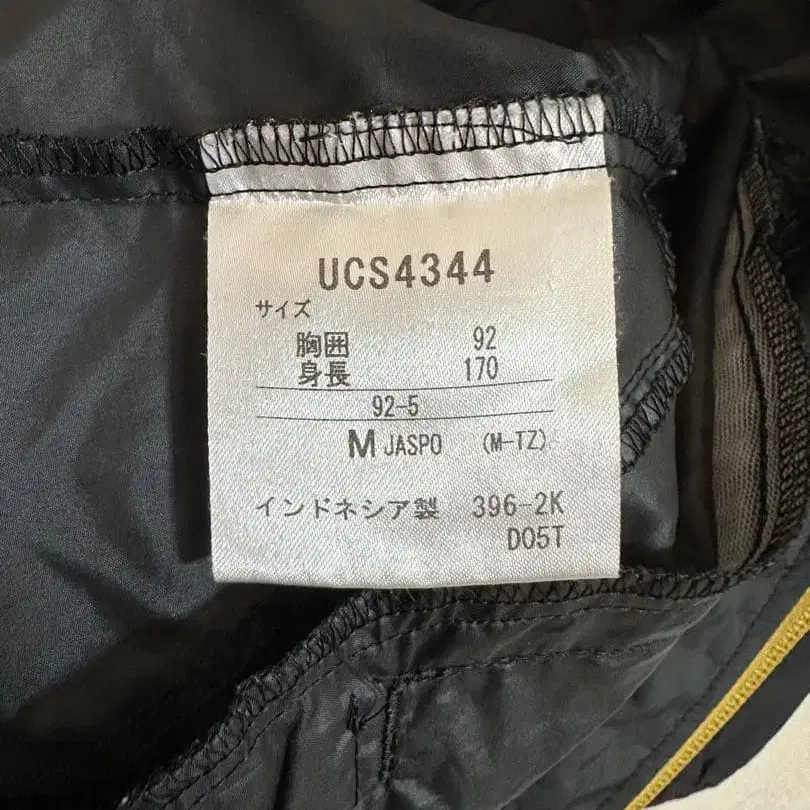 UCS4344
サイズ
胸囲 92
身長 170
92-5
M JASPO (M-TZ)
インドネシア製 396-2K
D05T